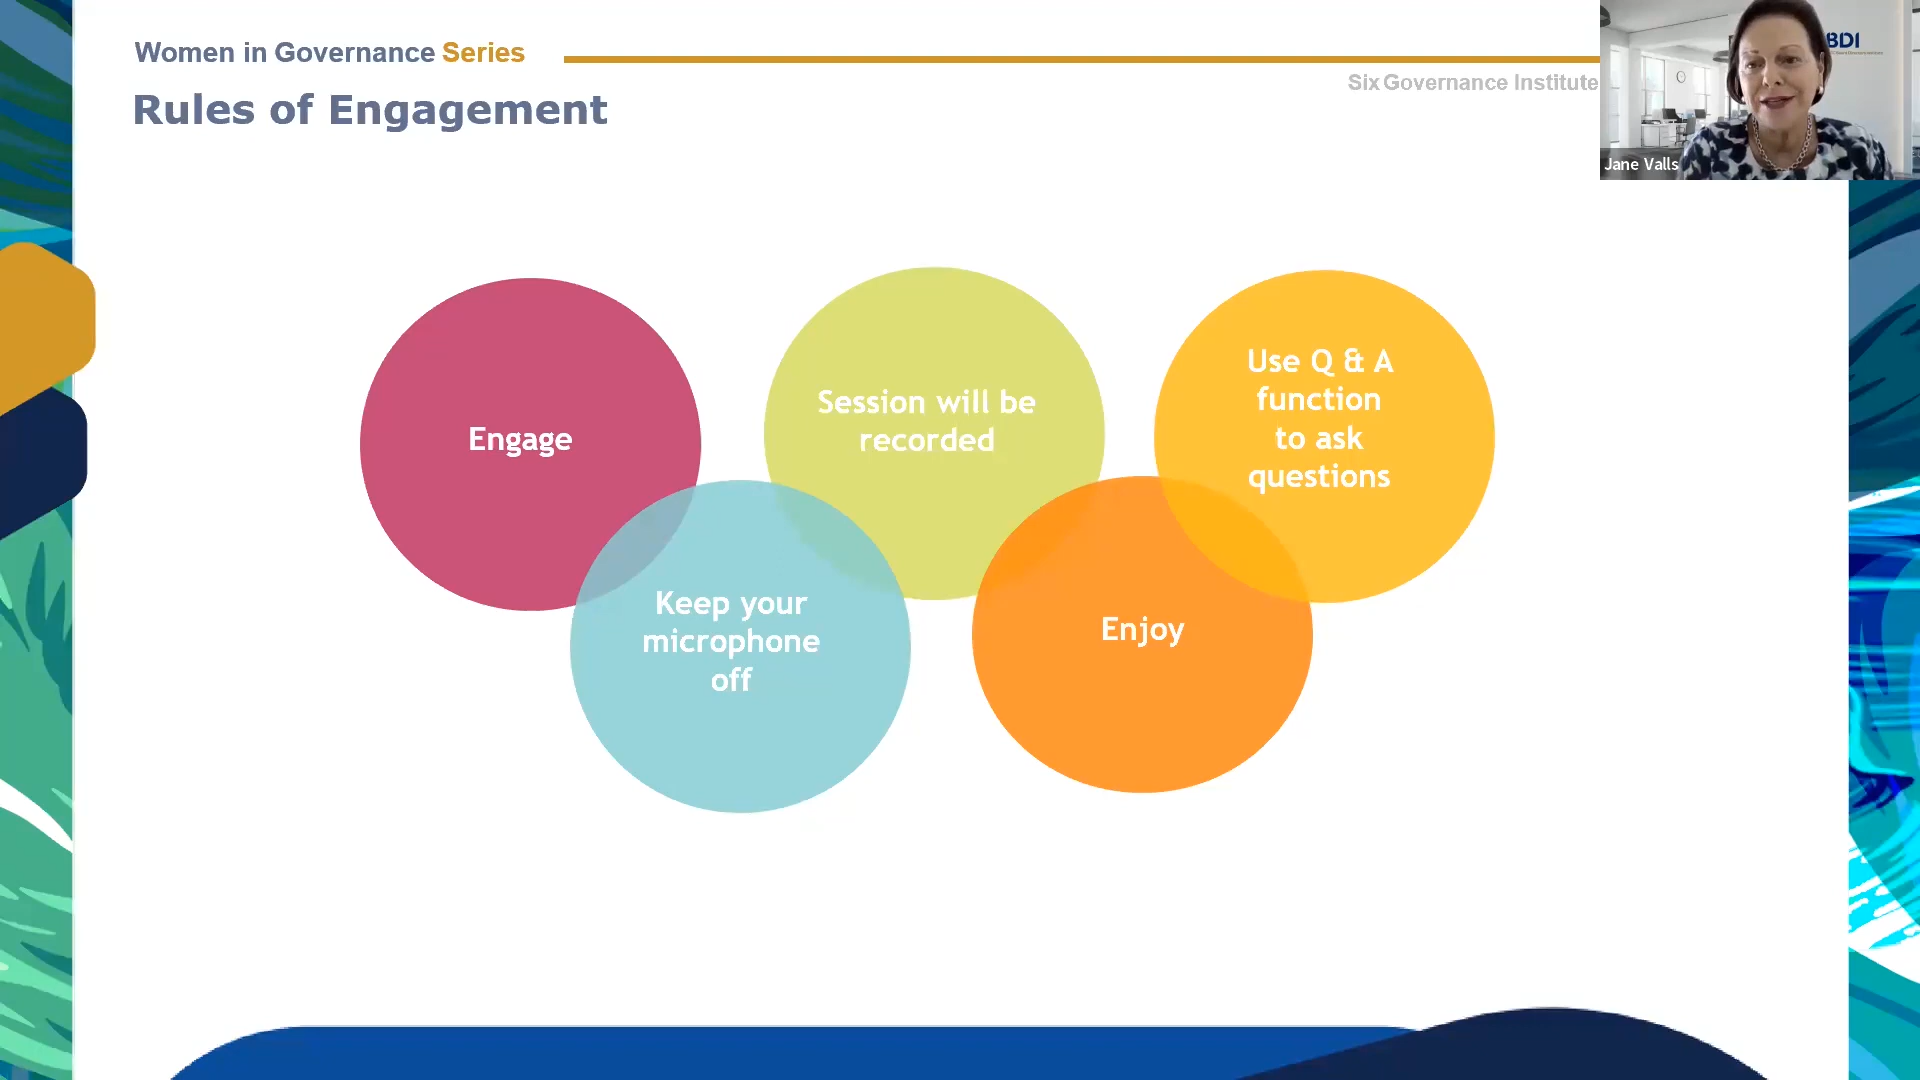 Women in Governance Series
Six Governance Institute
Rules of Engagement
BDI
Jane Valls
Engage
Session will be
recorded
Use Q & A
function
to ask
questions
Keep your
microphone
off
Enjoy